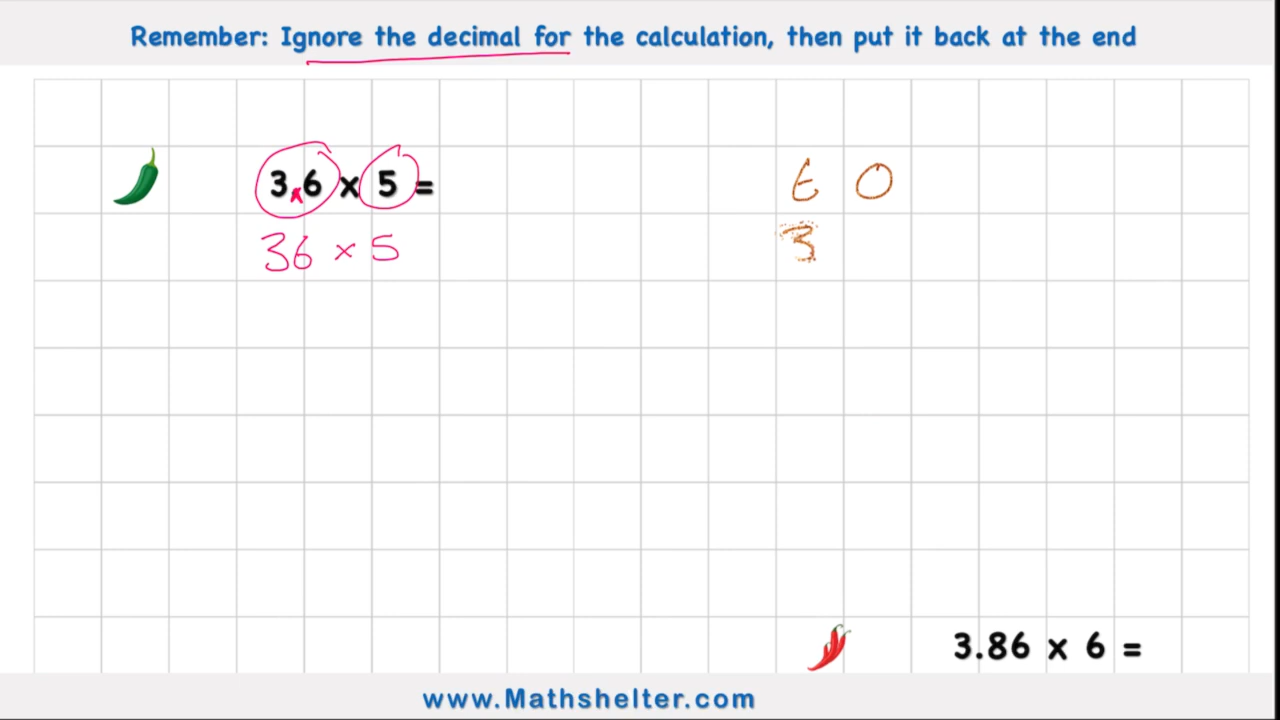 Remember: Ignore the decimal for the calculation, then put it back at the end
3.6 x 5 =
t O
36 × 5
3
3.86 x 6 =
www.Mathshelter.com